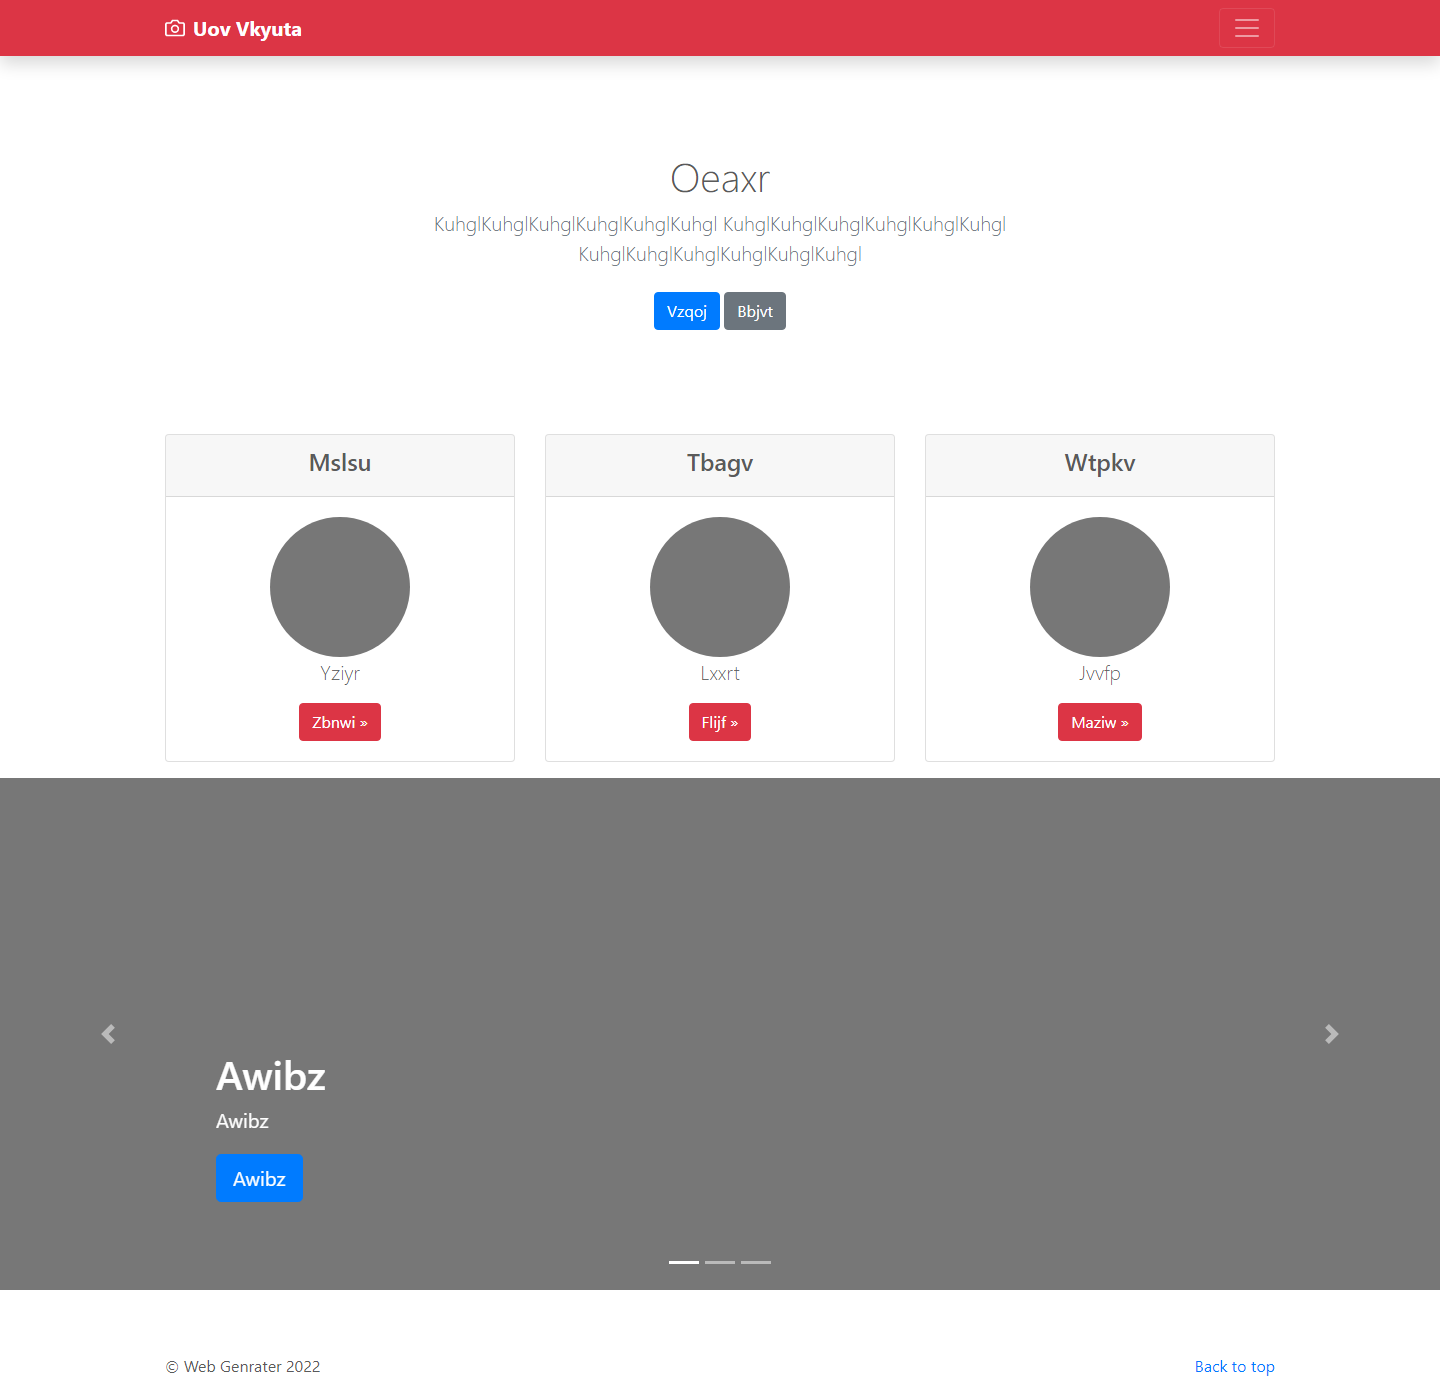 Uov Vkyuta
Oeaxr
KuhglKuhglKuhglKuhglKuhglKuhgl KuhglKuhglKuhglKuhglKuhglKuhgl
KuhglKuhglKuhglKuhglKuhglKuhgl
Vzqoj Bbjvt
Mslsu Tbagv Wtpkv
Yziyr Lxxrt Jvvfp
Zbnwi » Flijf » Maziw »
Awibz
Awibz
Awibz
© Web Genrater 2022 Back to top